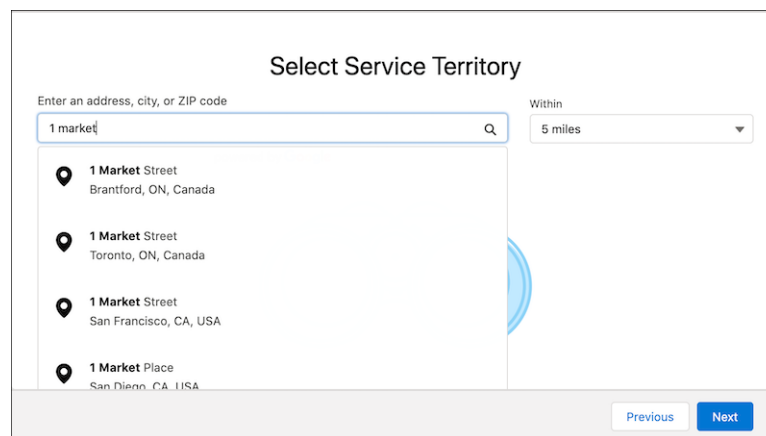 Select Service Territory
Enter an address, city, or ZIP code
Within
1 market
5 miles
1 Market Street
Brantford, ON, Canada
1 Market Street
Toronto, ON, Canada
1 Market Street
San Francisco, CA, USA
1 Market Place
San Diego, CA, USA
Previous
Next